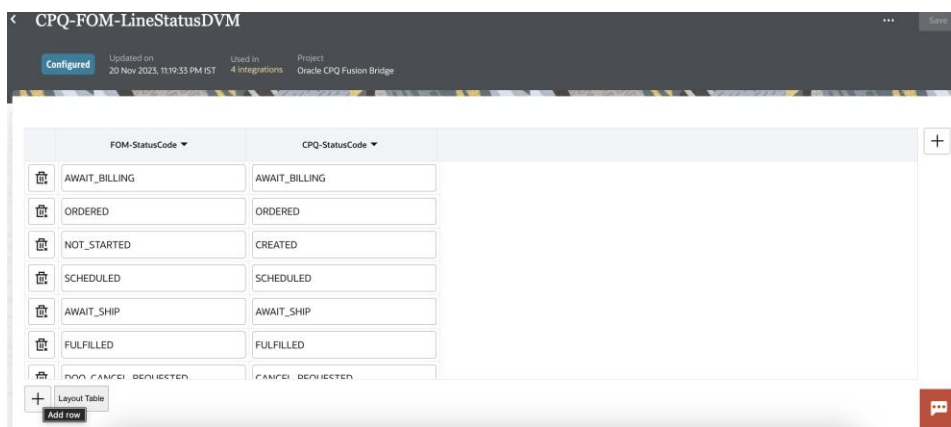 CPQ-FOM-LineStatusDVM
Save
Configured
Updated on
20 Nov 2023, 11:19:33 PM IST
Used in
4 integrations
Project
Oracle CPQ Fusion Bridge
FOM-StatusCode
CPQ-StatusCode
AWAIT_BILLING AWAIT_BILLING
ORDERED ORDERED
NOT_STARTED CREATED
SCHEDULED SCHEDULED
AWAIT_SHIP AWAIT_SHIP
FULFILLED FULFILLED
DOO_CANCEL_REQUESTED CANCEL_REQUESTED
Layout Table
Add row